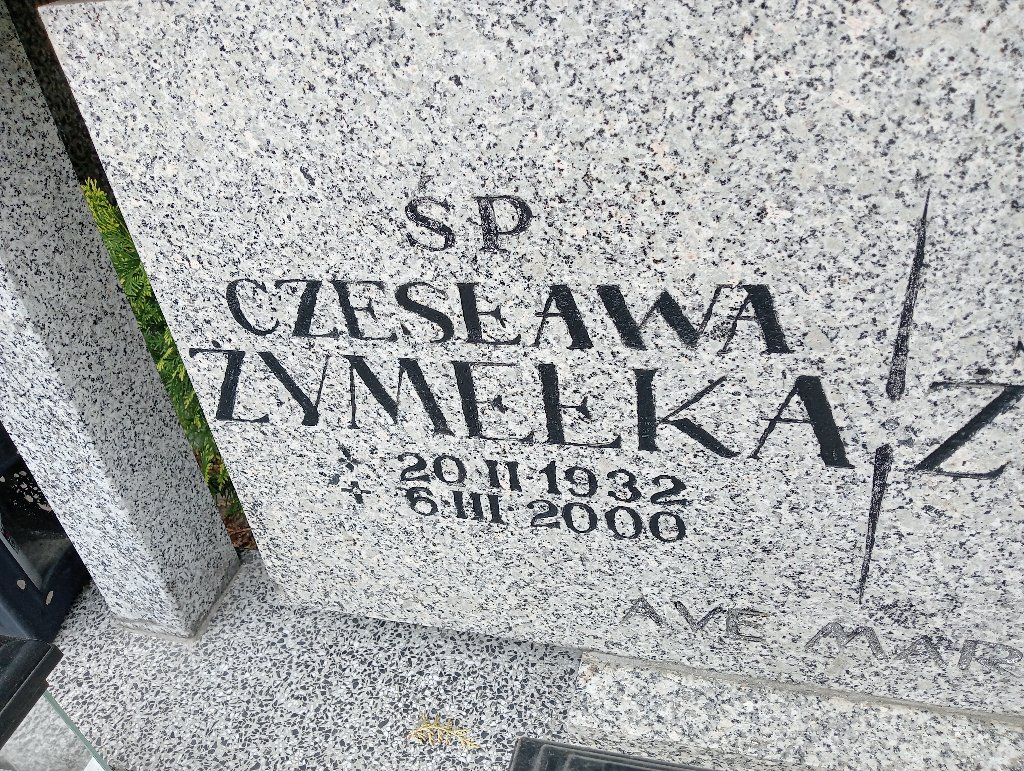 ŚP
CZESŁAWA
ŻYMEŁKA
* 20 II 1932
+ 6 III 2000
AVE MAR